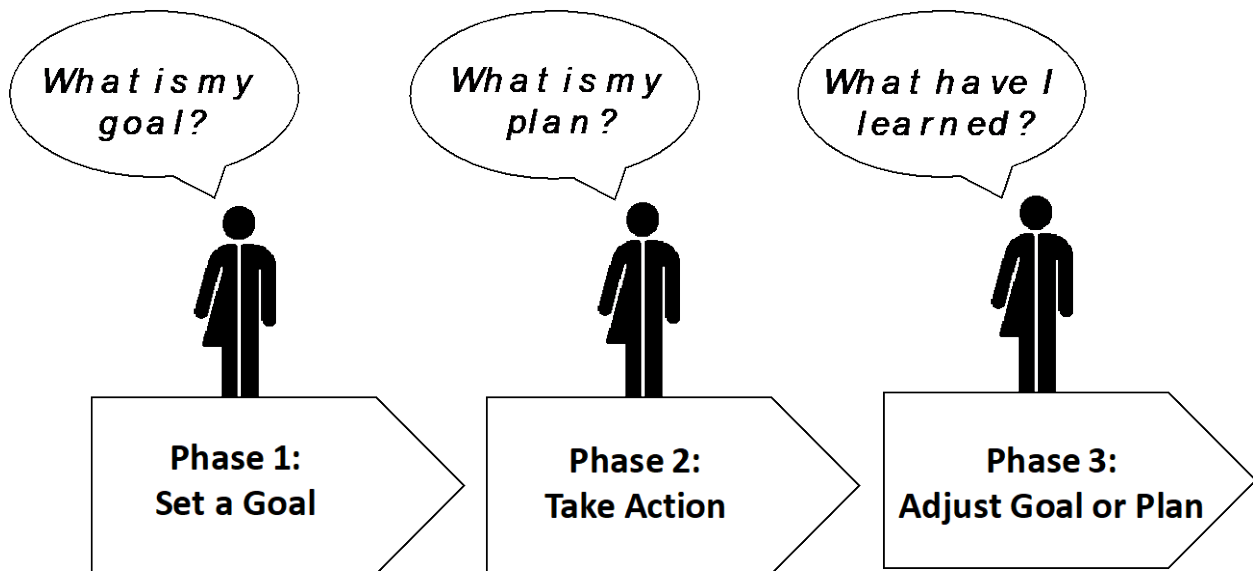 What is my
goal?
What is my
plan?
What have I
learned?
Phase 1:
Set a Goal
Phase 2:
Take Action
Phase 3:
Adjust Goal or Plan